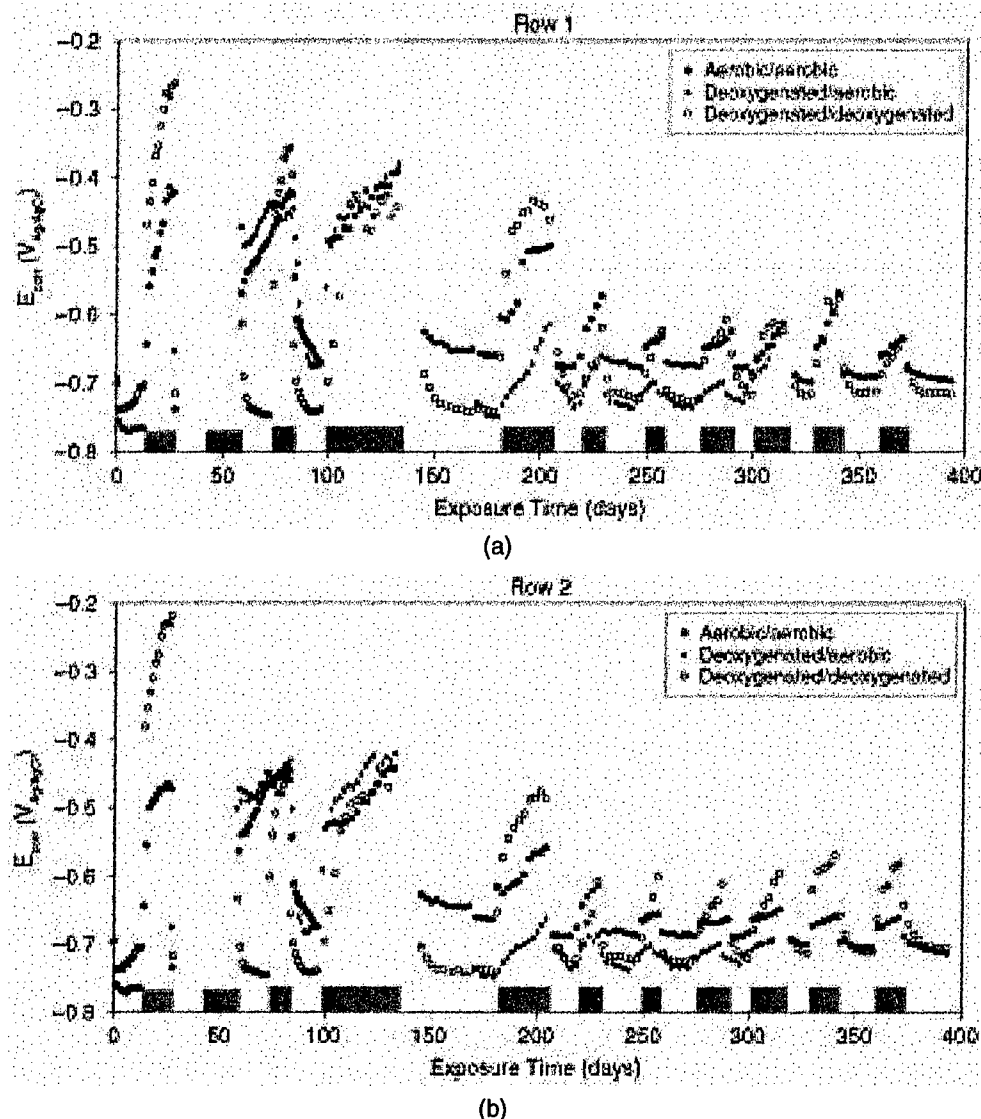 Row 1
-0.2
-0.3
-0.4
-0.5
-0.6
-0.7
-0.8
Aerobic/aerobic
Deoxygenated/aerobic
Deoxygenated/deoxygenated
0 50 100 150 200 250 300 350 400
Exposure Time (days)
(a)
Row 2
-0.2
-0.3
-0.4
-0.5
-0.6
-0.7
-0.8
Aerobic/aerobic
Deoxygenated/aerobic
Deoxygenated/deoxygenated
0 50 100 150 200 250 300 350 400
Exposure Time (days)
(b)